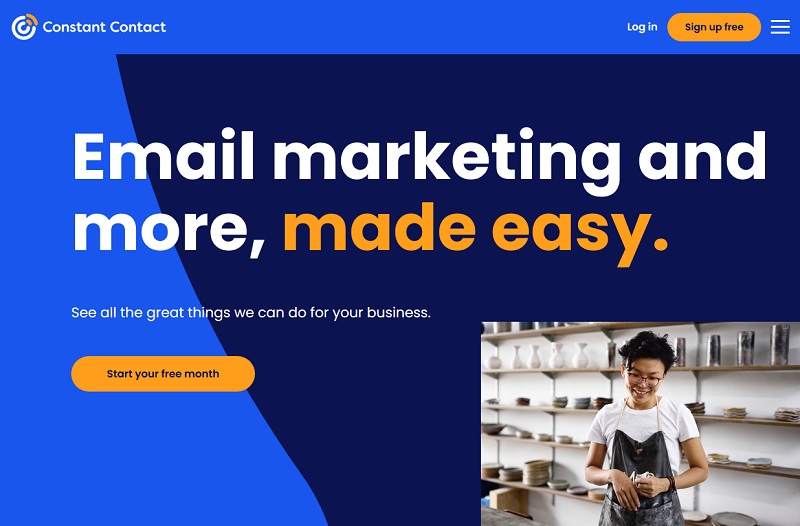 Constant Contact
Log in
Sign up free
Email marketing and
more, made easy.
See all the great things we can do for your business.
Start your free month